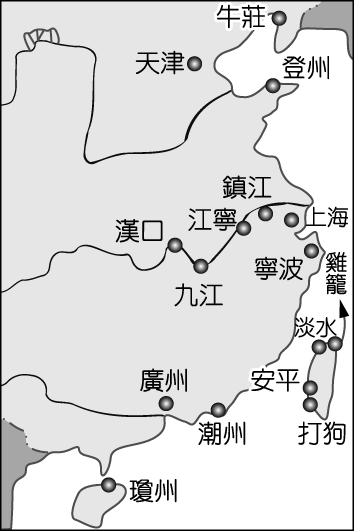 牛莊
天津
登州
鎮江
江寧
上海
漢口
寧波
九江
雞籠
淡水
廣州
安平
潮州
打狗
瓊州